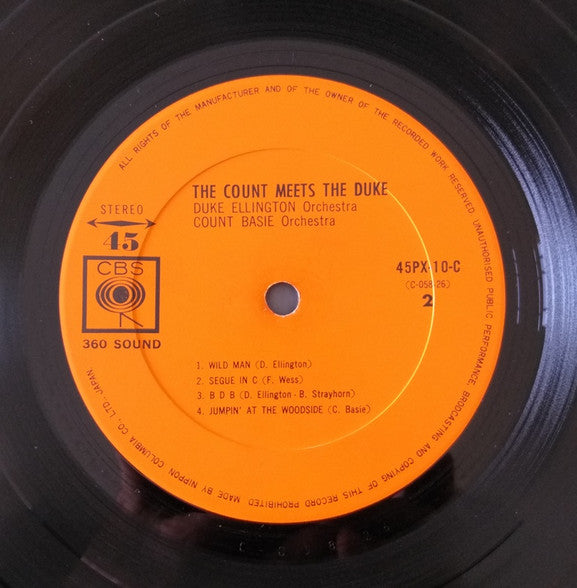 ALL RIGHTS OF THE MANUFACTURER AND OF THE OWNER OF THE RECORDED WORK RESERVED. UNAUTHORISED PUBLIC PERFORMANCE, BROADCASTING AND COPYING OF THIS RECORD PROHIBITED MADE BY NIPPON COLUMBIA CO., LTD. JAPAN
THE COUNT MEETS THE DUKE
DUKE ELLINGTON Orchestra
COUNT BASIE Orchestra
STEREO
45
CBS
360 SOUND
45PX-10-C
(C-058426)
2
1. WILD MAN (D. Ellington)
2. SEGUE IN C (F. Wess)
3. B D B (D. Ellington - B. Strayhorn)
4. JUMPIN' AT THE WOODSIDE (C. Basie)